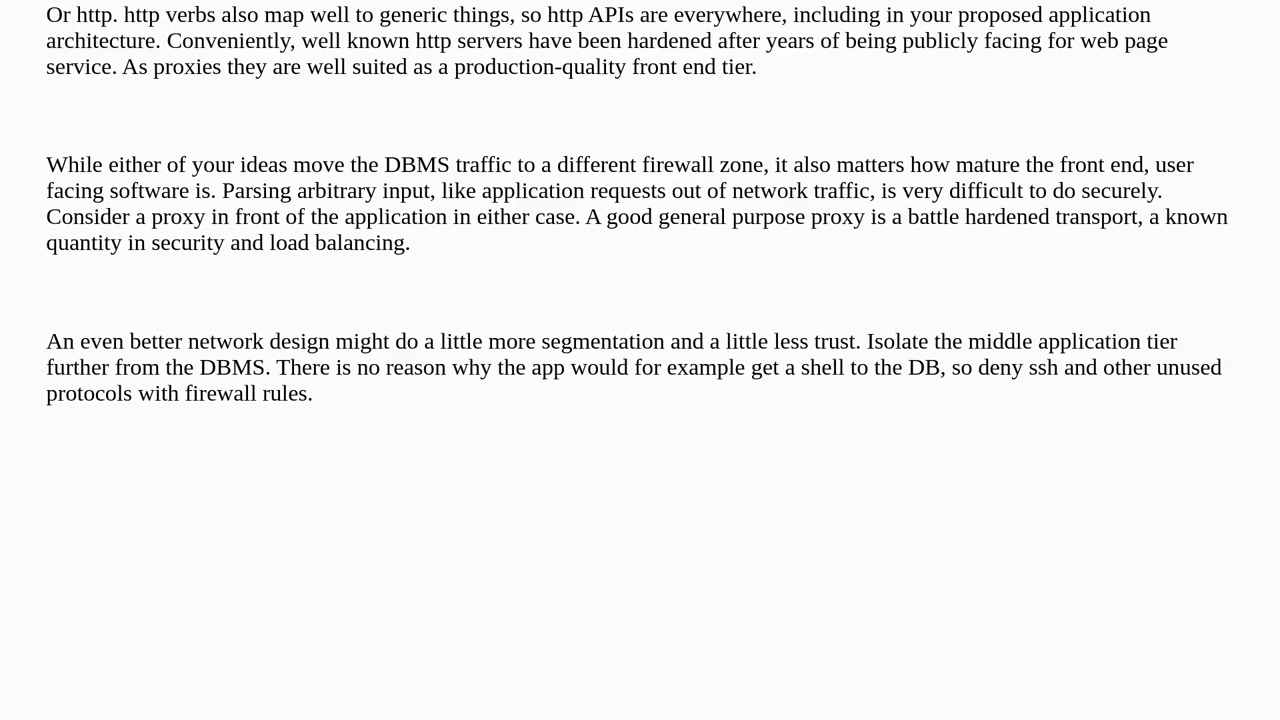 Or http. http verbs also map well to generic things, so http APIs are everywhere, including in your proposed application
architecture. Conveniently, well known http servers have been hardened after years of being publicly facing for web page
service. As proxies they are well suited as a production-quality front end tier.
While either of your ideas move the DBMS traffic to a different firewall zone, it also matters how mature the front end, user
facing software is. Parsing arbitrary input, like application requests out of network traffic, is very difficult to do securely.
Consider a proxy in front of the application in either case. A good general purpose proxy is a battle hardened transport, a known
quantity in security and load balancing.
An even better network design might do a little more segmentation and a little less trust. Isolate the middle application tier
further from the DBMS. There is no reason why the app would for example get a shell to the DB, so deny ssh and other unused
protocols with firewall rules.